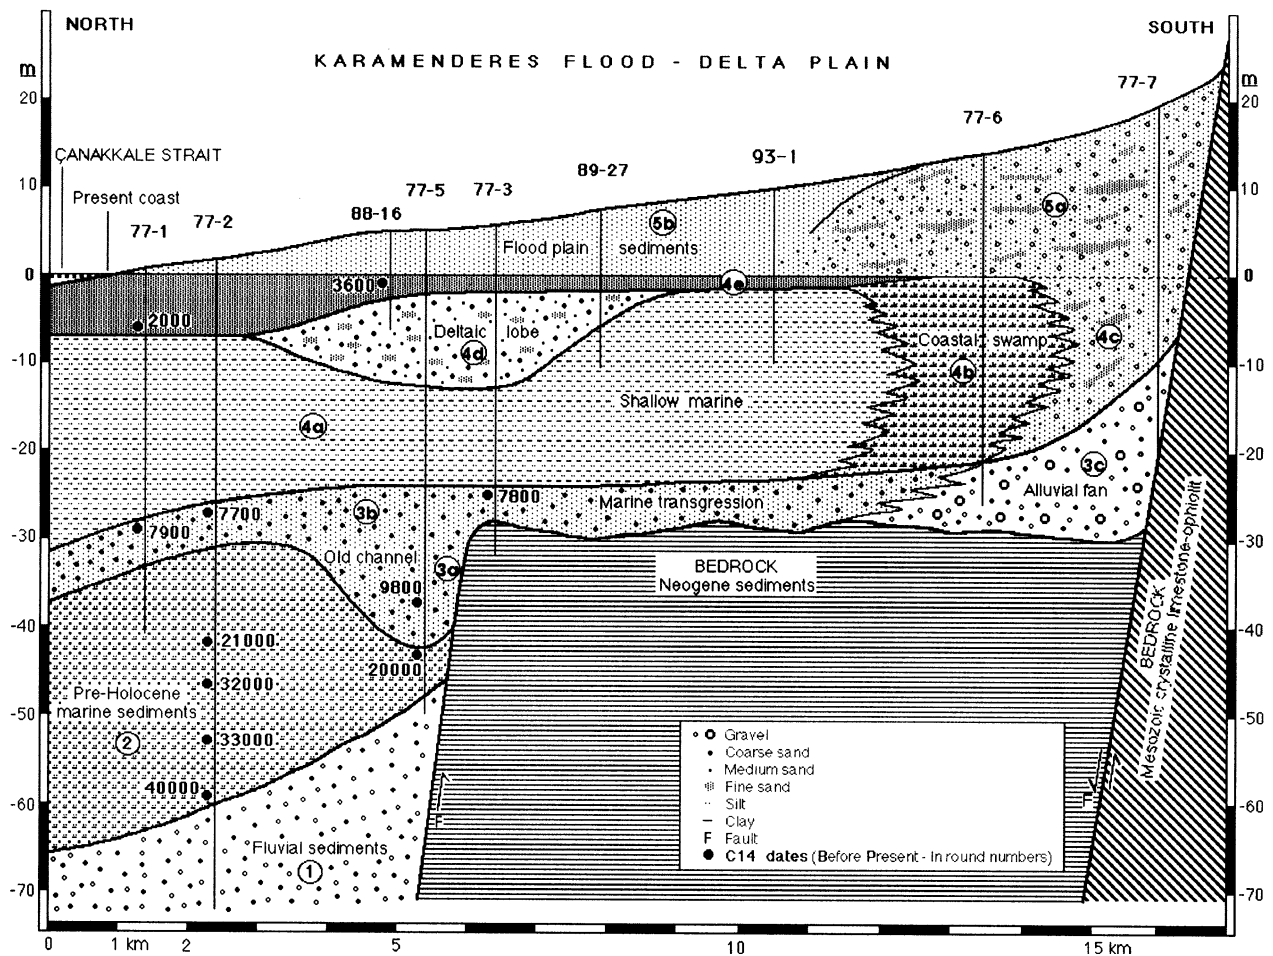 NORTH
SOUTH
KARAMENDERES FLOOD - DELTA PLAIN
m
m
20
20
10
10
0
0
-10
-10
-20
-20
-30
-30
-40
-40
-50
-50
-60
-60
-70
-70
ÇANAKKALE STRAIT
Present coast
77-1
77-2
88-16
77-5
77-3
89-27
93-1
77-6
77-7
5b
Flood plain sediments
5a
3600
2000
Deltaic lobe
4d
Coastal swamp
4b
4c
Shallow marine
4a
3c
Alluvial fan
7800
Marine transgression
3b
7700
7900
Old channel
9800
20000
21000
32000
33000
40000
Pre-Holocene
marine sediments
2
Fluvial sediments
1
BEDROCK
Neogene sediments
BEDROCK
Mesozoic crystalline limestone-ophiolit
F
F
Gravel
Coarse sand
Medium sand
Fine sand
Silt
Clay
F Fault
C14 dates (Before Present - In round numbers)
0
1 km
2
5
10
15 km